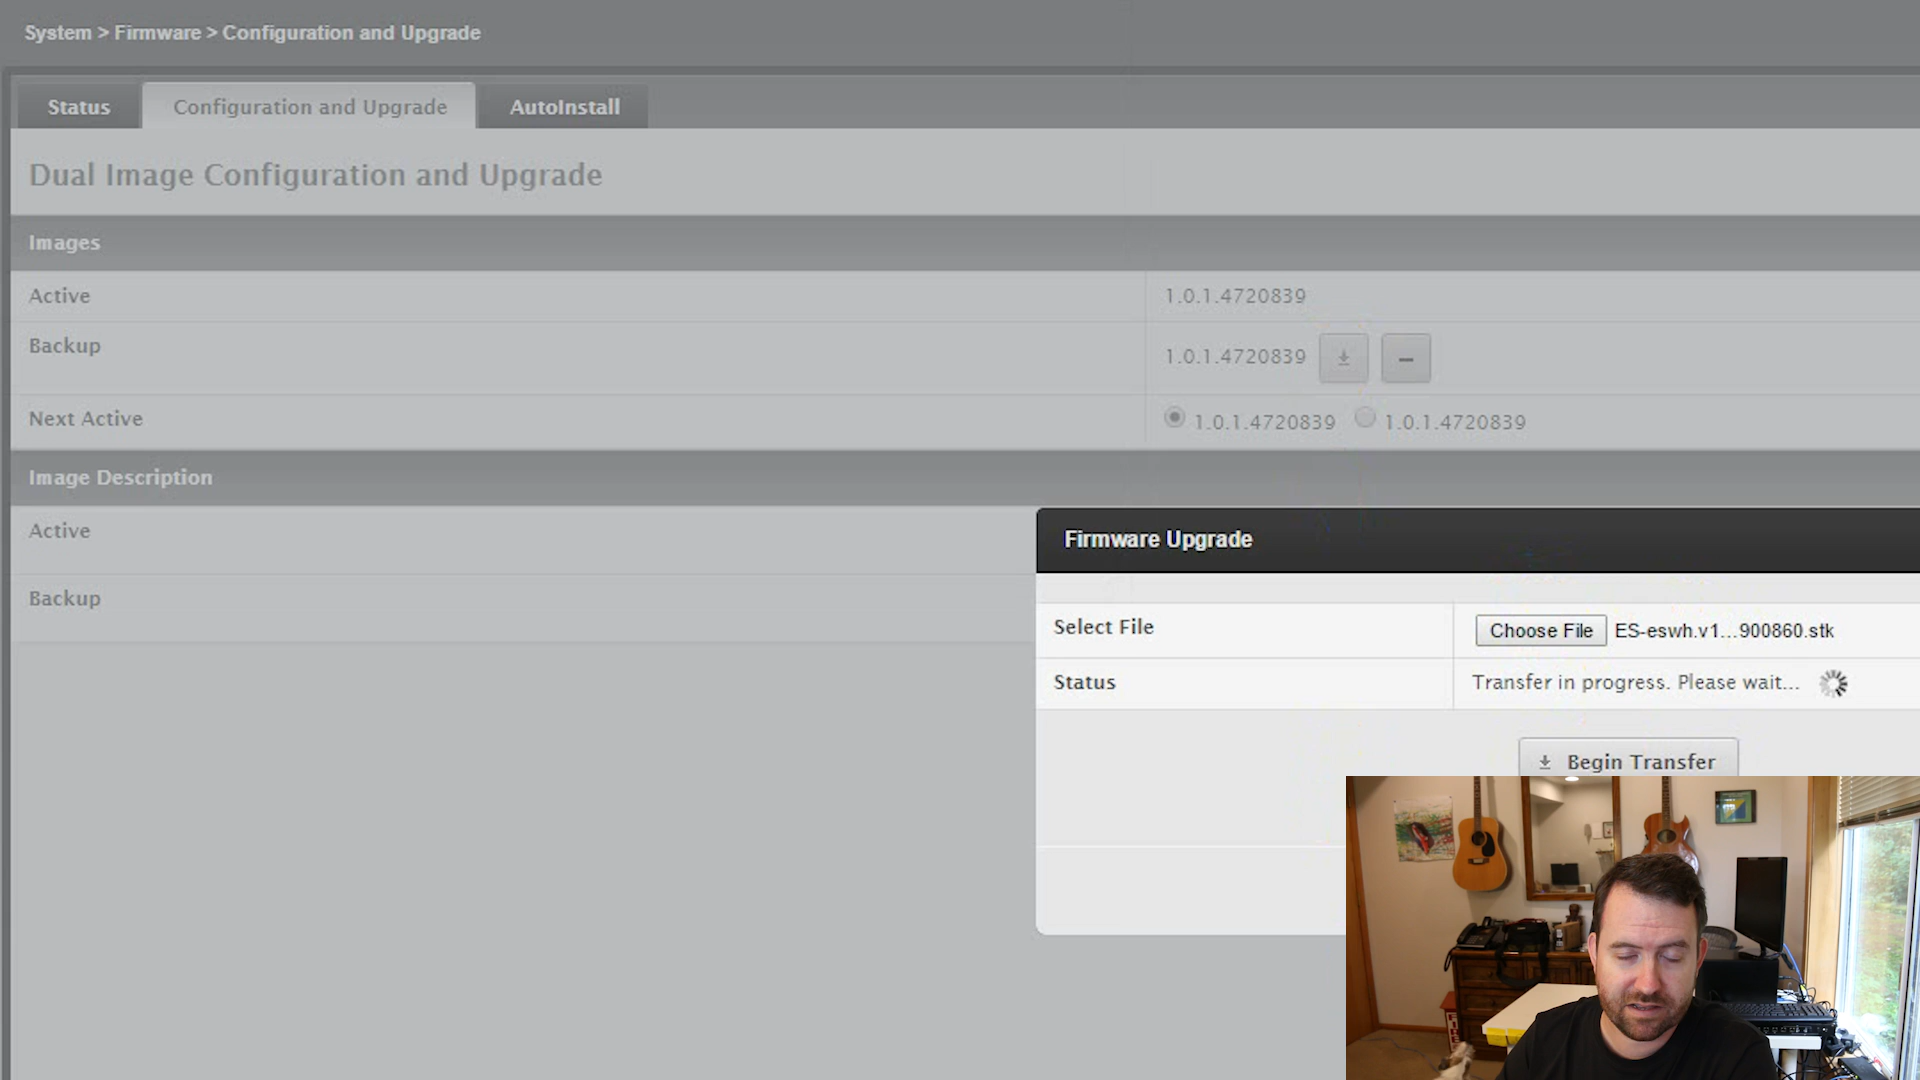 System > Firmware > Configuration and Upgrade
Status
Configuration and Upgrade
AutoInstall
Dual Image Configuration and Upgrade
Images
Active
1.0.1.4720839
Backup
1.0.1.4720839
Next Active
1.0.1.4720839
1.0.1.4720839
Image Description
Active
Backup
Firmware Upgrade
Select File
Choose File
ES-eswh.v1...900860.stk
Status
Transfer in progress. Please wait...
Begin Transfer